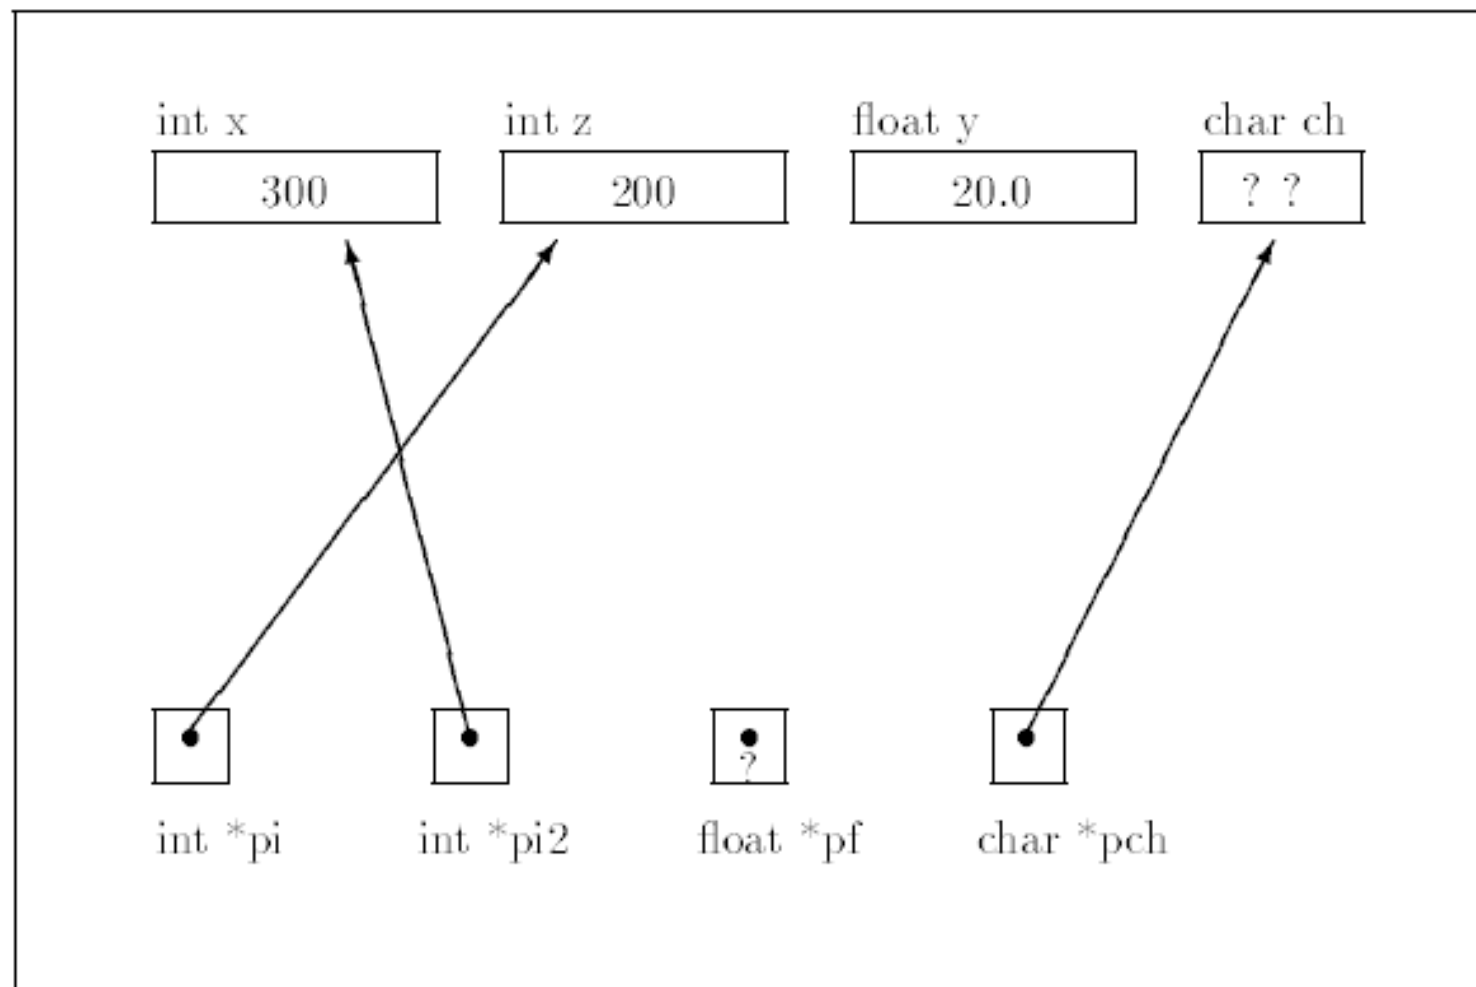 int x int z float y char ch
300 200 20.0 ? ?
?
int *pi int *pi2 float *pf char *pch